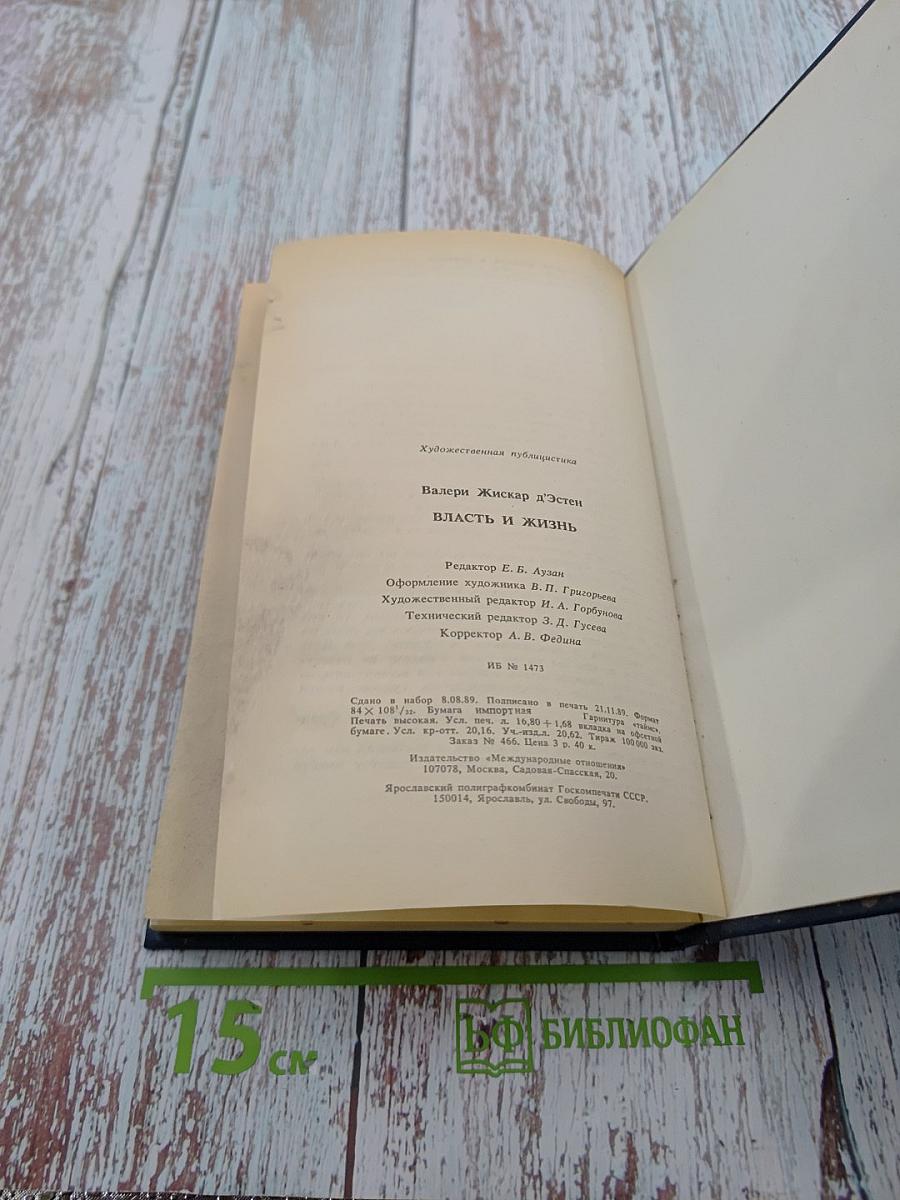 Художественная публицистика
Валери Жискар д'Эстен
ВЛАСТЬ И ЖИЗНЬ
Редактор Е. Б. Аузан
Оформление художника В. П. Григорьева
Художественный редактор И. А. Горбунова
Технический редактор З. Д. Гусева
Корректор А. В. Федина
ИБ № 1473
Сдано в набор 8.08.89. Подписано в печать 21.11.89. Формат
84 × 108¹/₃₂. Бумага импортная Гарнитура «таймс».
Печать высокая. Усл. печ. л. 16,80+1,68 вкладка на офсетной
бумаге. Усл. кр-отт. 20,16. Уч.-изд.л. 20,62. Тираж 100 000 экз.
Заказ № 466. Цена 3 р. 40 к.
Издательство «Международные отношения»
107078, Москва, Садовая-Спасская, 20.
Ярославский полиграфкомбинат Госкомпечати СССР.
150014, Ярославль, ул. Свободы, 97.
15 см
БФ БИБЛИОФАН